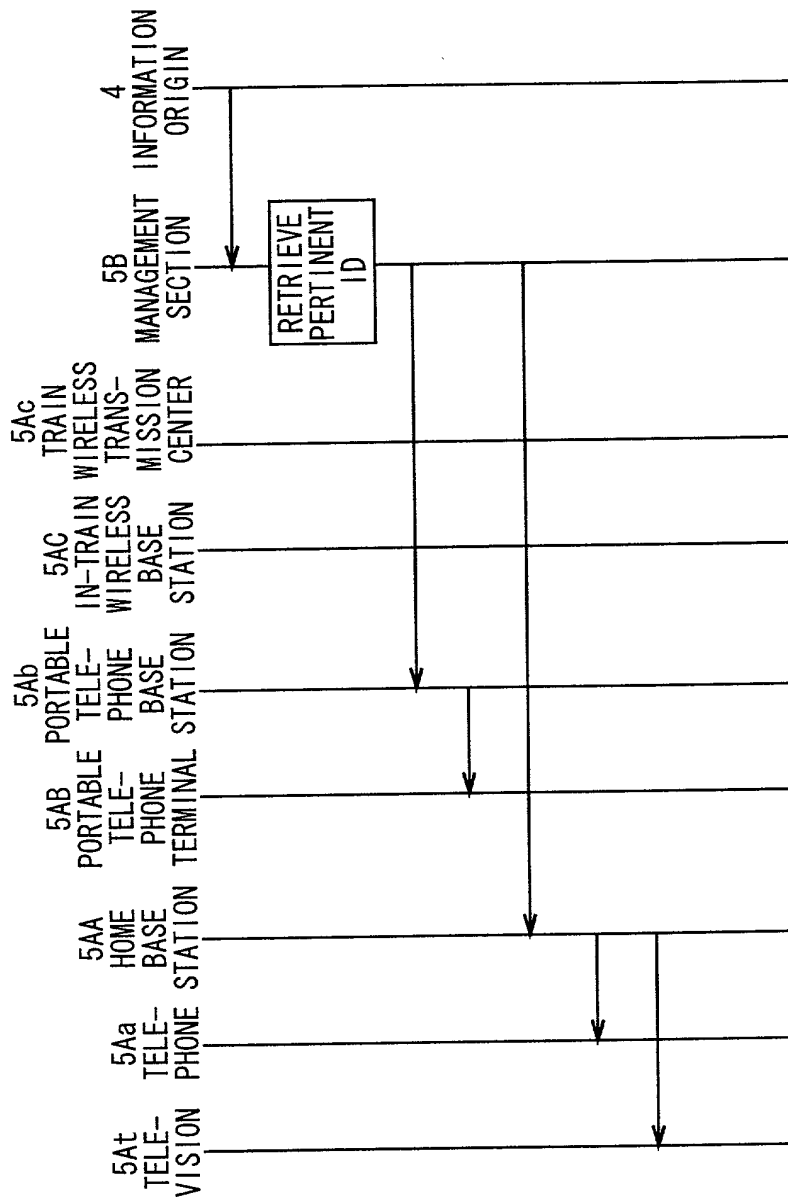 4
INFORMATION
ORIGIN
5B
MANAGEMENT
SECTION
RETRIEVE
PERTINENT
ID
5Ac
TRAIN
WIRELESS
TRANS-
MISSION
CENTER
5AC
IN-TRAIN
WIRELESS
BASE
STATION
5Ab
PORTABLE
TELE-
PHONE
BASE
STATION
5AB
PORTABLE
TELE-
PHONE
TERMINAL
5AA
HOME
BASE
STATION
5Aa
TELE-
PHONE
5At
TELE-
VISION